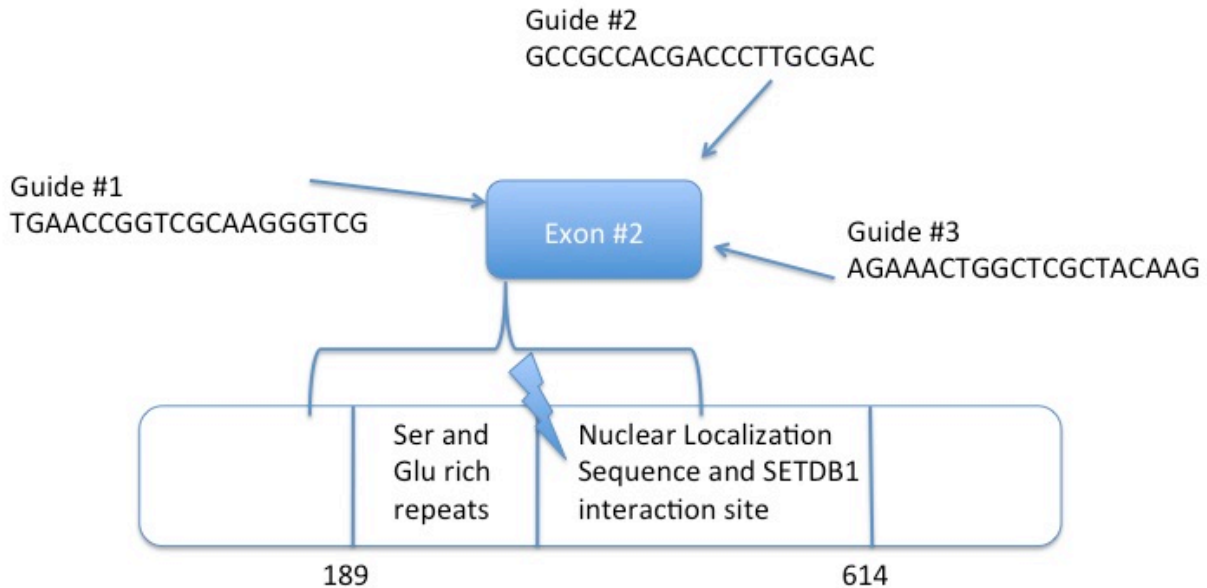 Guide #2
GCCGCCACGACCCTTGCGAC
Guide #1
TGAACCGGTCGCAAGGGTCG
Exon #2
Guide #3
AGAAACTGGCTCGCTACAAG
Ser and
Glu rich
repeats
Nuclear Localization
Sequence and SETDB1
interaction site
189
614